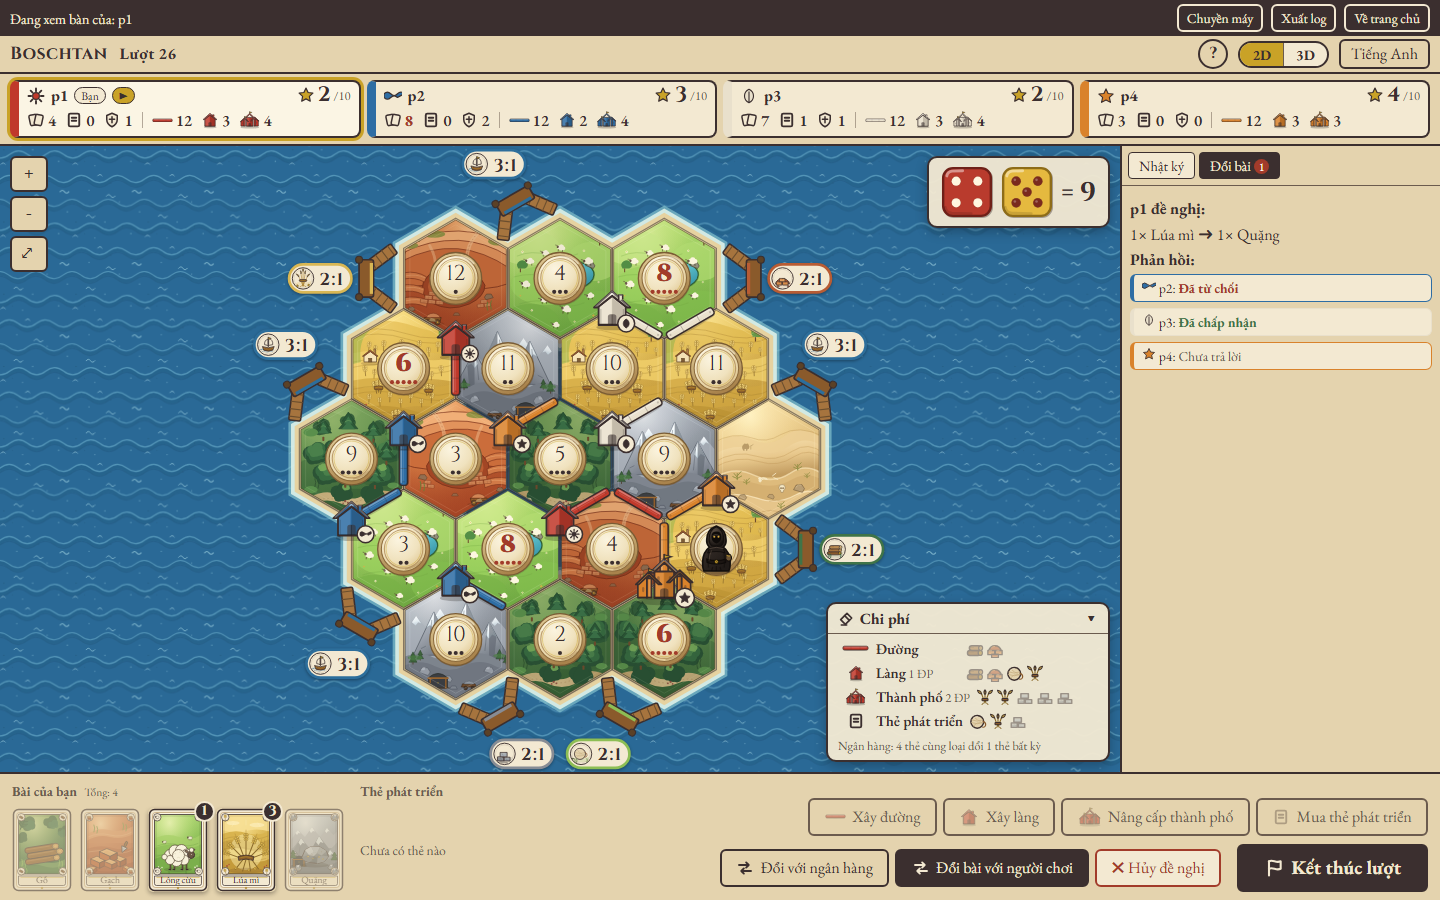 Đang xem bàn của: p1
Chuyền máy
Xuất log
Về trang chủ
BOSCHTAN Lượt 26
?
2D 3D
Tiếng Anh
p1 Bạn 2/10
4 0 1 12 3 4
p2 3/10
8 0 2 12 2 4
p3 2/10
7 1 1 12 3 4
p4 4/10
3 0 0 12 3 3
+
-
3:1
= 9
Nhật ký
Đổi bài 1
p1 đề nghị:
1× Lúa mì → 1× Quặng
Phản hồi:
p2: Đã từ chối
p3: Đã chấp nhận
p4: Chưa trả lời
12 4 8
2:1 2:1
3:1 3:1
6 11 10 11
9 3 5 9
3 8 4
2:1
10 2 6
3:1
2:1 2:1
Chi phí
Đường
Làng 1 ĐP
Thành phố 2 ĐP
Thẻ phát triển
Ngân hàng: 4 thẻ cùng loại đổi 1 thẻ bất kỳ
Bài của bạn Tổng: 4
1 3
Gỗ Gạch Lông cừu Lúa mì Quặng
Thẻ phát triển
Chưa có thẻ nào
Xây đường
Xây làng
Nâng cấp thành phố
Mua thẻ phát triển
Đổi với ngân hàng
Đổi bài với người chơi
Hủy đề nghị
Kết thúc lượt